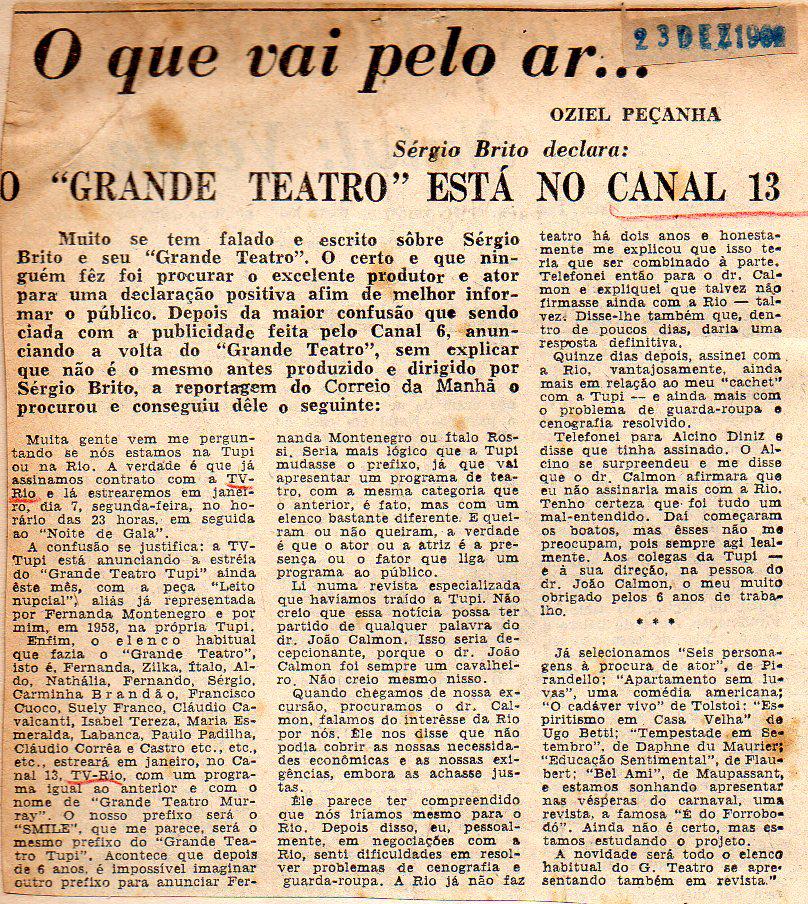 23 DEZ 196
O que vai pelo ar...
OZIEL PEÇANHA
Sérgio Brito declara:
O "GRANDE TEATRO" ESTÁ NO CANAL 13
Muito se tem falado e escrito sôbre Sérgio
Brito e seu "Grande Teatro". O certo e que nin-
guém fêz foi procurar o excelente produtor e ator
para uma declaração positiva afim de melhor infor-
mar o público. Depois da maior confusão que sendo
ciada com a publicidade feita pelo Canal 6, anun-
ciando a volta do "Grande Teatro", sem explicar
que não é o mesmo antes produzido e dirigido por
Sérgio Brito, a reportagem do Correio da Manhã o
procurou e conseguiu dêle o seguinte:
Muita gente vem me pergun-
tando se nós estamos na Tupi
ou na Rio. A verdade é que já
assinamos contrato com a TV-
Rio e lá estrearemos em janei-
ro, dia 7, segunda-feira, no ho-
rário das 23 horas, em seguida
ao "Noite de Gala".
A confusão se justifica: a TV-
Tupi está anunciando a estréia
do "Grande Teatro Tupi" ainda
êste mês, com a peça "Leito
nupcial", aliás já representada
por Fernanda Montenegro e por
mim, em 1958, na própria Tupi.
Enfim, o elenco habitual
que fazia o "Grande Teatro",
isto é, Fernanda, Zilka, Ítalo, Al-
do, Nathália, Fernando, Sérgio,
Carminha Brandão, Francisco
Cuoco, Suely Franco, Cláudio Ca-
valcanti, Isabel Tereza, Maria Es-
meralda, Labanca, Paulo Padilha,
Cláudio Corrêa e Castro etc., etc.,
etc., estreará em janeiro, no Ca-
nal 13, TV-Rio, com um progra-
ma igual ao anterior e com o
nome de "Grande Teatro Mur-
ray". O nosso prefixo será o
"SMILE", que me parece, será o
mesmo prefixo do "Grande Tea-
tro Tupi". Acontece que depois
de 6 anos, é impossível imaginar
outro prefixo para anunciar Fer-
nanda Montenegro ou Ítalo Ros-
si. Seria mais lógico que a Tupi
mudasse o prefixo, já que vai
apresentar um programa de tea-
tro, com a mesma categoria que
o anterior, é fato, mas com um
elenco bastante diferente. E quei-
ram ou não queiram, a verdade
é que o ator ou a atriz é a pre-
sença ou o fator que liga um
programa ao público.
Li numa revista especializada
que havíamos traído a Tupi. Não
creio que essa notícia possa ter
partido de qualquer palavra do
dr. João Calmon. Isso seria de-
cepcionante, porque o dr. João
Calmon foi sempre um cavalhei-
ro. Não creio mesmo nisso.
Quando chegamos de nossa ex-
cursão, procuramos o dr. Cal-
mon, falamos do interêsse da Rio
por nós. Êle nos disse que não
podia cobrir as nossas necessida-
des econômicas e as nossas exi-
gências, embora as achasse jus-
tas.
Êle parece ter compreendido
que nós iríamos mesmo para o
Rio. Depois disso, eu, pessoal-
mente, em negociações com a
Rio, senti dificuldades em resol-
ver problemas de cenografia e
guarda-roupa. A Rio já não faz
teatro há dois anos e honesta-
mente me explicou que isso te-
ria que ser combinado à parte.
Telefonei então para o dr. Cal-
mon e expliquei que talvez não
firmasse ainda com a Rio — tal-
vez. Disse-lhe também que, den-
tro de poucos dias, daria uma
resposta definitiva.
Quinze dias depois, assinei com
a Rio, vantajosamente, ainda
mais em relação ao meu "cachet"
com a Tupi — e ainda mais com
o problema de guarda-roupa e
cenografia resolvido.
Telefonei para Alcino Diniz e
disse que tinha assinado. O Al-
cino se surpreendeu e me disse
que o dr. Calmon afirmara que
eu não assinaria mais com a Rio.
Tenho certeza que foi tudo um
mal-entendido. Daí começaram
os boatos, mas êsses não me
preocupam, pois sempre agi leal-
mente. Aos colegas da Tupi —
e à sua direção, na pessoa do
dr. João Calmon, o meu muito
obrigado pelos 6 anos de traba-
lho.
* * *
Já selecionamos "Seis persona-
gens à procura de ator", de Pi-
randello; "Apartamento sem lu-
vas", uma comédia americana;
"O cadáver vivo" de Tolstoi: "Es-
piritismo em Casa Velha" de
Ugo Betti; "Tempestade em Se-
tembro", de Daphne du Maurier;
"Educação Sentimental", de Flau-
bert; "Bel Ami", de Maupassant,
e estamos sonhando apresentar
nas vésperas do carnaval, uma
revista, a famosa "É do Forrobo-
dó". Ainda não é certo, mas es-
tamos estudando o projeto.
A novidade será todo o elenco
habitual do G. Teatro se apre-
sentando também em revista."